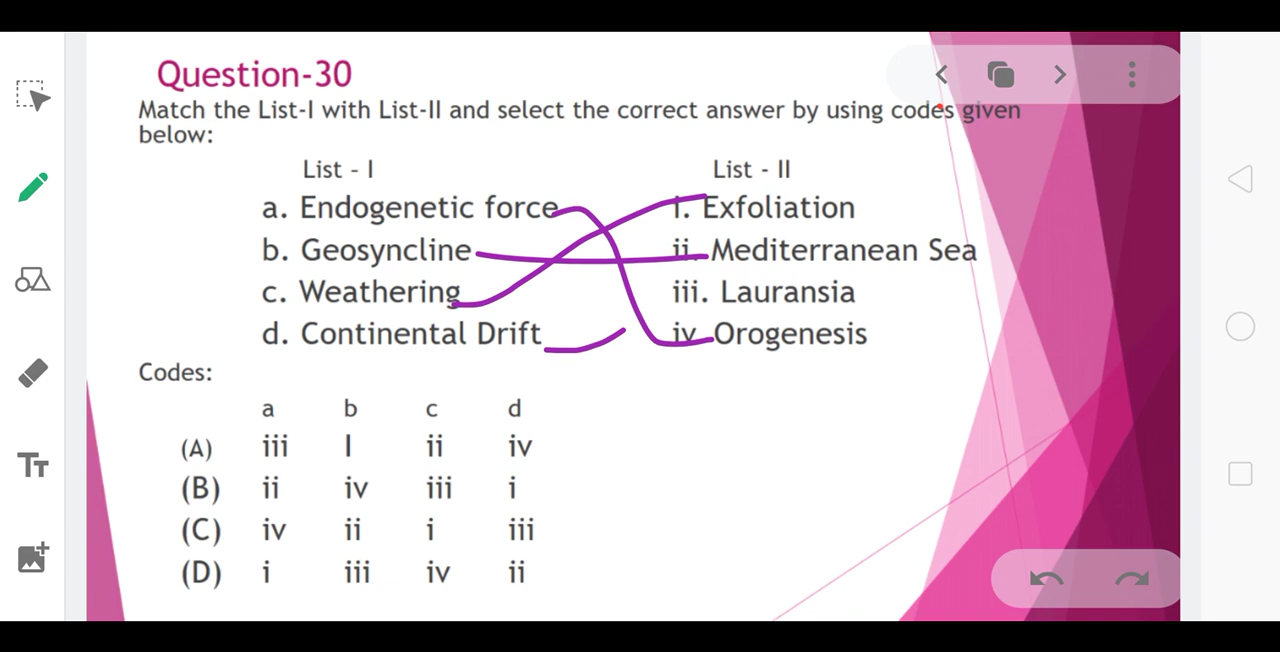 Question-30
Match the List-I with List-II and select the correct answer by using codes given
below:
List - I List - II
a. Endogenetic force i. Exfoliation
b. Geosyncline ii. Mediterranean Sea
c. Weathering iii. Lauransia
d. Continental Drift iv. Orogenesis
Codes:
a b c d
(A) iii I ii iv
(B) ii iv iii i
(C) iv ii i iii
(D) i iii iv ii
TT